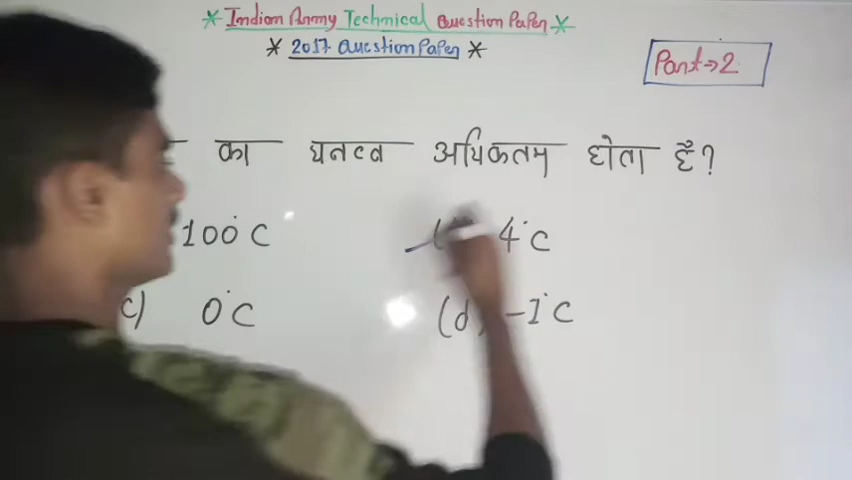 * Indian Army Technical Question Paper *
* 2017 Question Paper *
Part→2
का घनत्व अधिकतम होता है?
100°C 4°C
c) 0°C (d) -1°C